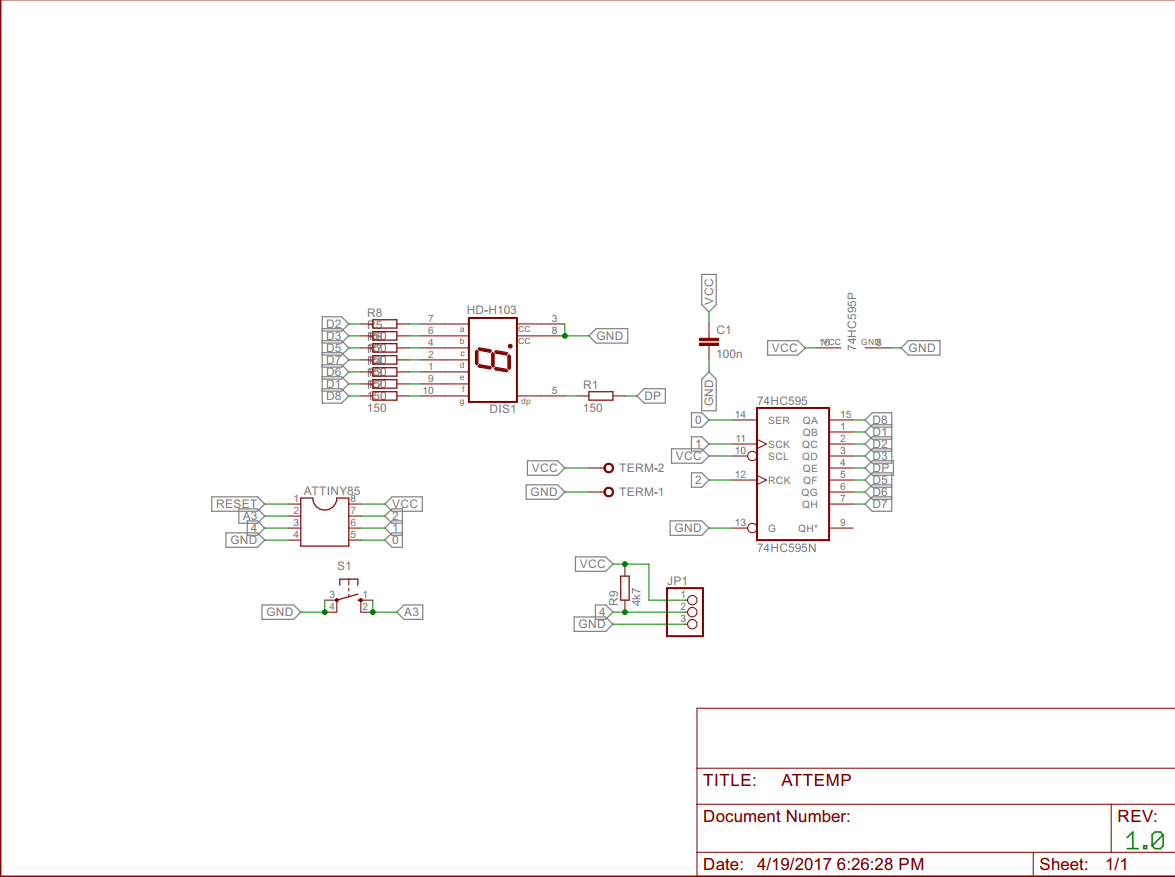 VCC
C1
100n
GND
74HC595P
VCC
16
VCC
GND
8
GND
R8
HD-H103
D2
D3
D5
D7
D6
D1
D8
150
7
6
4
2
1
9
10
a
b
c
d
e
f
g
3
8
CC
CC
GND
5
dp
DIS1
R1
150
DP
74HC595
0
14
SER
QA
15
D8
QB
1
D1
1
11
SCK
QC
2
D2
VCC
10
SCL
QD
3
D3
QE
4
DP
2
12
RCK
QF
5
D5
QG
6
D6
QH
7
D7
GND
13
G
QH*
9
74HC595N
VCC
TERM-2
GND
TERM-1
ATTINY85
RESET
1
8
VCC
A3
2
7
2
4
3
6
1
GND
4
5
0
S1
GND
3
4
1
2
A3
VCC
R9
4k7
4
GND
JP1
1
2
3
TITLE: ATTEMP
Document Number:
REV:
1.0
Date: 4/19/2017 6:26:28 PM
Sheet: 1/1